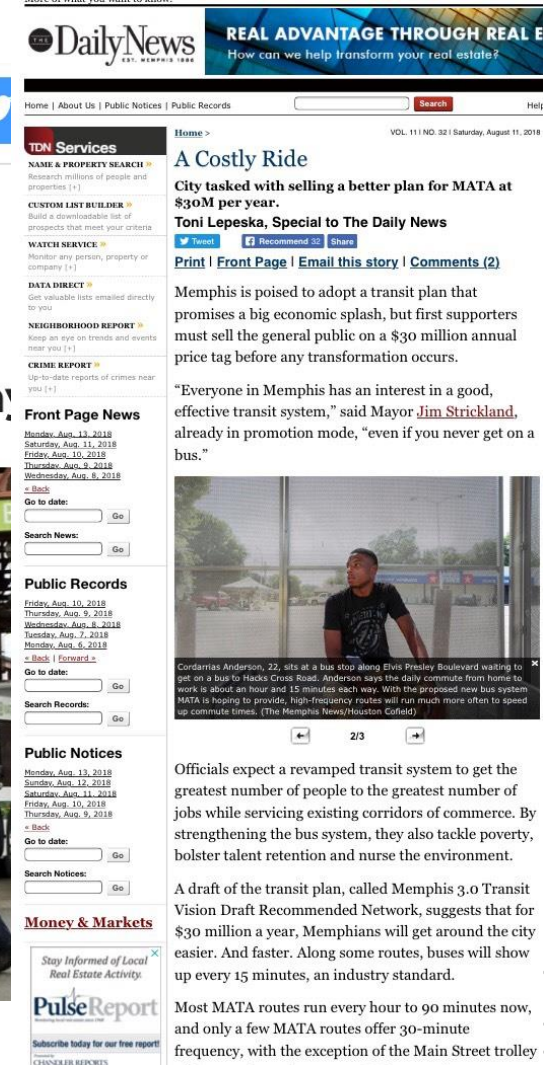 THE DailyNews
EST. MEMPHIS 1886
REAL ADVANTAGE THROUGH REAL E
How can we help transform your real estate?
Home | About Us | Public Notices | Public Records
Search
Help
TDN Services
NAME & PROPERTY SEARCH »
Research millions of people and
properties [+]
CUSTOM LIST BUILDER »
Build a downloadable list of
prospects that meet your criteria
WATCH SERVICE »
Monitor any person, property or
company [+]
DATA DIRECT »
Get valuable lists emailed directly
to you
NEIGHBORHOOD REPORT »
Keep an eye on trends and events
near you [+]
CRIME REPORT »
Up-to-date reports of crimes near
you [+]
Front Page News
Monday, Aug. 13, 2018
Saturday, Aug. 11, 2018
Friday, Aug. 10, 2018
Thursday, Aug. 9, 2018
Wednesday, Aug. 8, 2018
« Back
Go to date:
Go
Search News:
Go
Public Records
Friday, Aug. 10, 2018
Thursday, Aug. 9, 2018
Wednesday, Aug. 8, 2018
Tuesday, Aug. 7, 2018
Monday, Aug. 6, 2018
« Back | Forward »
Go to date:
Go
Search Records:
Go
Public Notices
Monday, Aug. 13, 2018
Sunday, Aug. 12, 2018
Saturday, Aug. 11, 2018
Friday, Aug. 10, 2018
Thursday, Aug. 9, 2018
« Back
Go to date:
Go
Search Notices:
Go
Money & Markets
Stay Informed of Local
Real Estate Activity.
PulseReport
Subscribe today for our free report!
CHANDLER REPORTS
Home > VOL. 11 | NO. 32 | Saturday, August 11, 2018
A Costly Ride
City tasked with selling a better plan for MATA at
$30M per year.
Toni Lepeska, Special to The Daily News
Tweet Recommend 32 Share
Print | Front Page | Email this story | Comments (2)
Memphis is poised to adopt a transit plan that
promises a big economic splash, but first supporters
must sell the general public on a $30 million annual
price tag before any transformation occurs.
“Everyone in Memphis has an interest in a good,
effective transit system,” said Mayor Jim Strickland,
already in promotion mode, “even if you never get on a
bus.”
Cordarrias Anderson, 22, sits at a bus stop along Elvis Presley Boulevard waiting to
get on a bus to Hacks Cross Road. Anderson says the daily commute from home to
work is about an hour and 15 minutes each way. With the proposed new bus system
MATA is hoping to provide, high-frequency routes will run much more often to speed
up commute times. (The Memphis News/Houston Cofield)
2/3
Officials expect a revamped transit system to get the
greatest number of people to the greatest number of
jobs while servicing existing corridors of commerce. By
strengthening the bus system, they also tackle poverty,
bolster talent retention and nurse the environment.
A draft of the transit plan, called Memphis 3.0 Transit
Vision Draft Recommended Network, suggests that for
$30 million a year, Memphians will get around the city
easier. And faster. Along some routes, buses will show
up every 15 minutes, an industry standard.
Most MATA routes run every hour to 90 minutes now,
and only a few MATA routes offer 30-minute
frequency, with the exception of the Main Street trolley